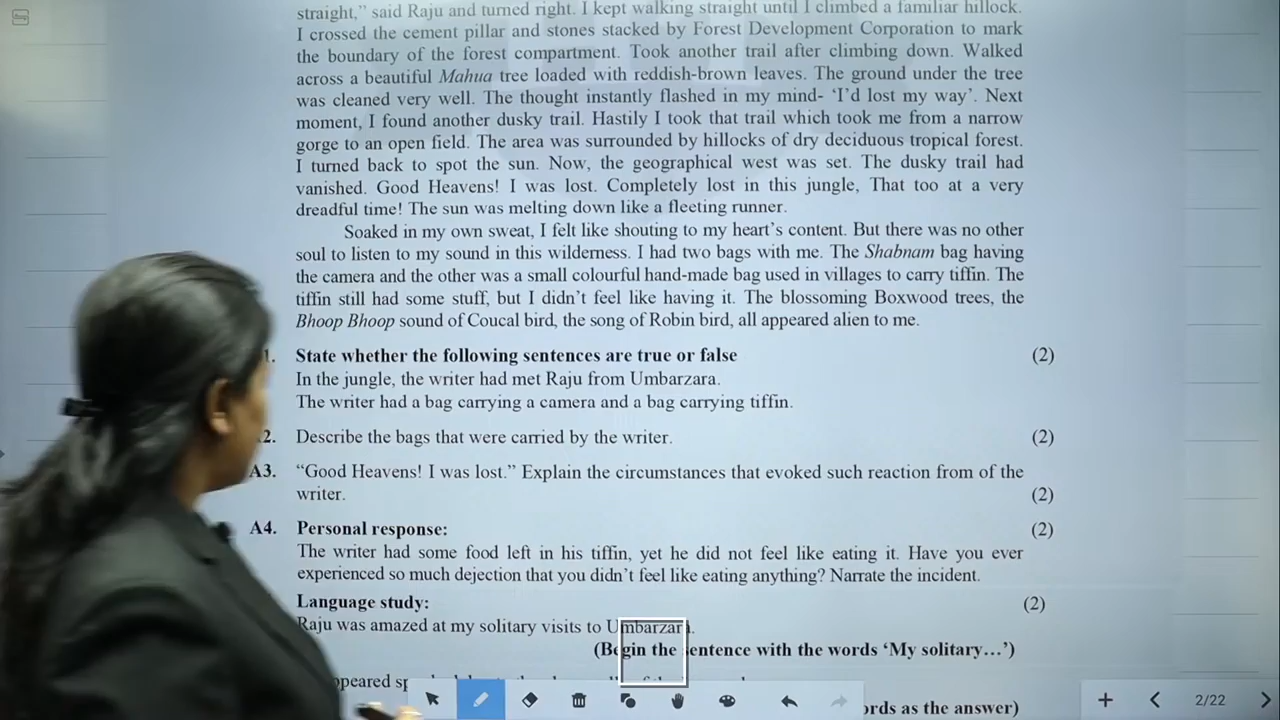 straight,” said Raju and turned right. I kept walking straight until I climbed a familiar hillock.
I crossed the cement pillar and stones stacked by Forest Development Corporation to mark
the boundary of the forest compartment. Took another trail after climbing down. Walked
across a beautiful Mahua tree loaded with reddish-brown leaves. The ground under the tree
was cleaned very well. The thought instantly flashed in my mind- ‘I’d lost my way’. Next
moment, I found another dusky trail. Hastily I took that trail which took me from a narrow
gorge to an open field. The area was surrounded by hillocks of dry deciduous tropical forest.
I turned back to spot the sun. Now, the geographical west was set. The dusky trail had
vanished. Good Heavens! I was lost. Completely lost in this jungle, That too at a very
dreadful time! The sun was melting down like a fleeting runner.
Soaked in my own sweat, I felt like shouting to my heart’s content. But there was no other
soul to listen to my sound in this wilderness. I had two bags with me. The Shabnam bag having
the camera and the other was a small colourful hand-made bag used in villages to carry tiffin. The
tiffin still had some stuff, but I didn’t feel like having it. The blossoming Boxwood trees, the
Bhoop Bhoop sound of Coucal bird, the song of Robin bird, all appeared alien to me.
1. State whether the following sentences are true or false (2)
In the jungle, the writer had met Raju from Umbarzara.
The writer had a bag carrying a camera and a bag carrying tiffin.
2. Describe the bags that were carried by the writer. (2)
A3. “Good Heavens! I was lost.” Explain the circumstances that evoked such reaction from of the
writer. (2)
A4. Personal response: (2)
The writer had some food left in his tiffin, yet he did not feel like eating it. Have you ever
experienced so much dejection that you didn’t feel like eating anything? Narrate the incident.
Language study: (2)
Raju was amazed at my solitary visits to Umbarzara.
(Begin the sentence with the words ‘My solitary…’)
peared
rds as the answer)
2/22